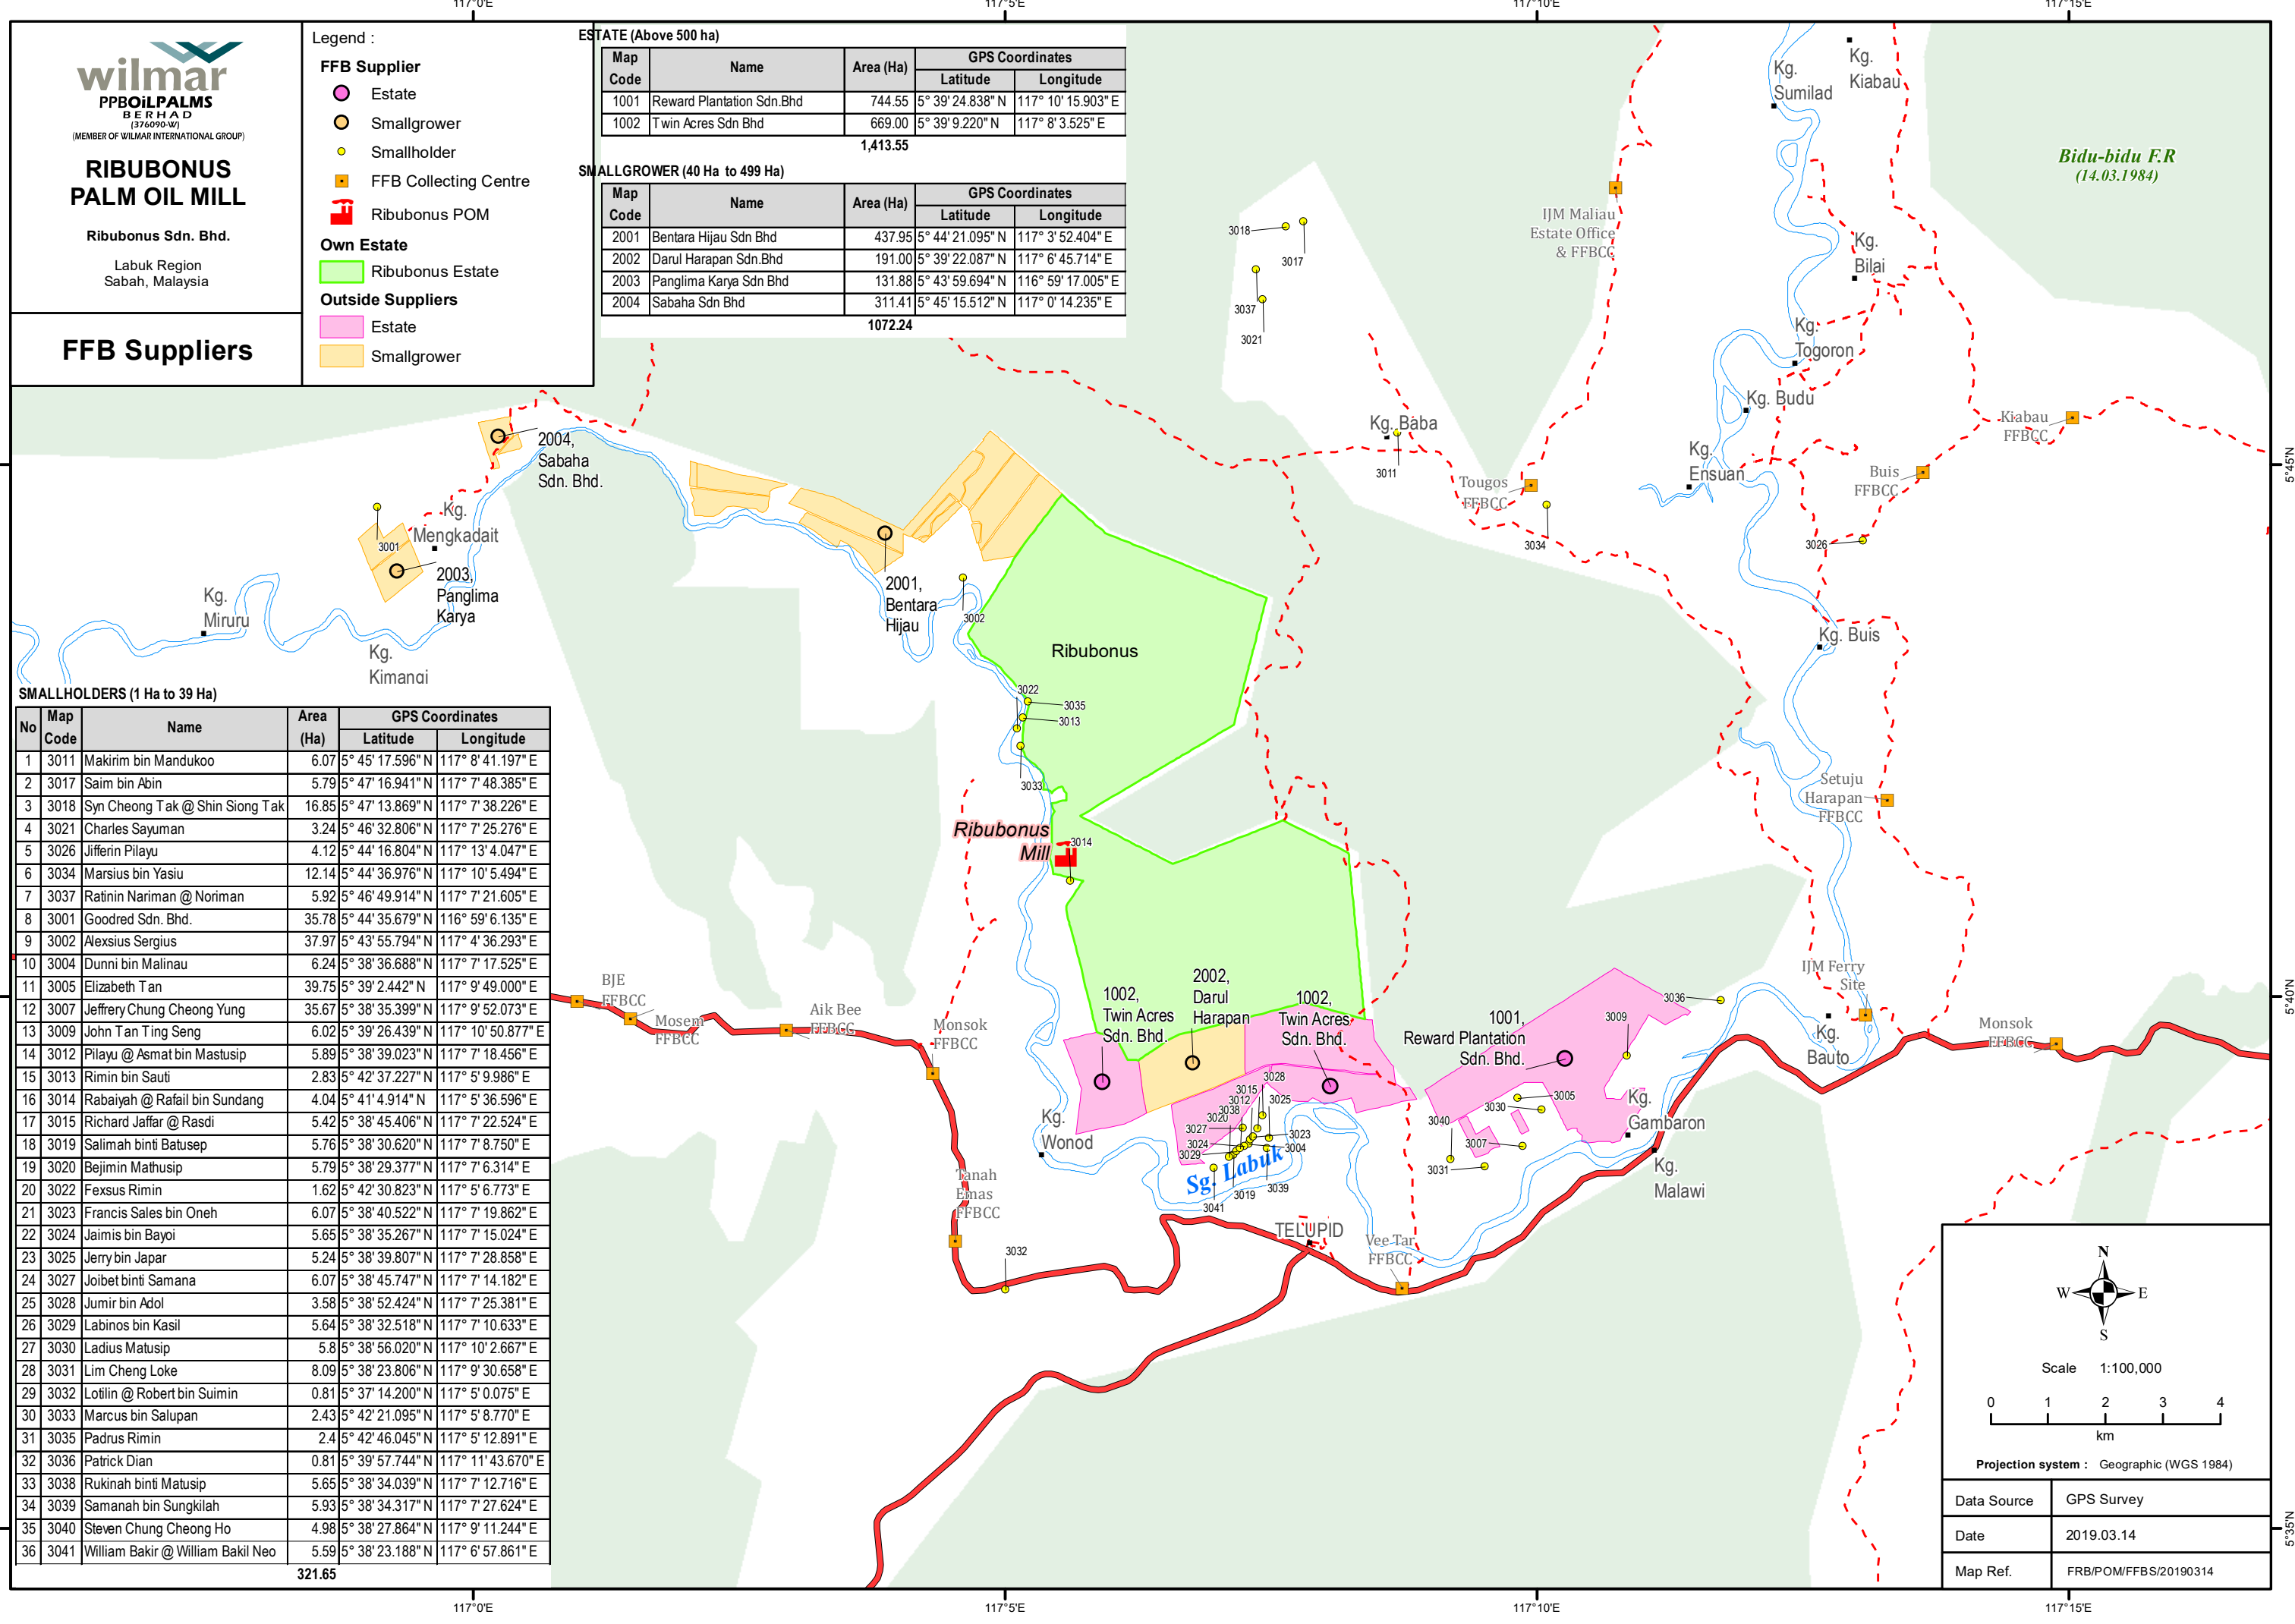 117°0'E
117°5'E
117°10'E
117°15'E
wilmar
PPBOiLPALMS
BERHAD
(376090-W)
(MEMBER OF WILMAR INTERNATIONAL GROUP)
RIBUBONUS
PALM OIL MILL
Ribubonus Sdn. Bhd.
Labuk Region
Sabah, Malaysia
FFB Suppliers
Legend :
FFB Supplier
Estate
Smallgrower
Smallholder
FFB Collecting Centre
Ribubonus POM
Own Estate
Ribubonus Estate
Outside Suppliers
Estate
Smallgrower
ESTATE (Above 500 ha)
Map Code Name Area (Ha) GPS Coordinates
Latitude Longitude
1001 Reward Plantation Sdn.Bhd 744.55 5° 39' 24.838" N 117° 10' 15.903" E
1002 Twin Acres Sdn Bhd 669.00 5° 39' 9.220" N 117° 8' 3.525" E
1,413.55
SMALLGROWER (40 Ha to 499 Ha)
Map Code Name Area (Ha) GPS Coordinates
Latitude Longitude
2001 Bentara Hijau Sdn Bhd 437.95 5° 44' 21.095" N 117° 3' 52.404" E
2002 Darul Harapan Sdn.Bhd 191.00 5° 39' 22.087" N 117° 6' 45.714" E
2003 Panglima Karya Sdn Bhd 131.88 5° 43' 59.694" N 116° 59' 17.005" E
2004 Sabaha Sdn Bhd 311.41 5° 45' 15.512" N 117° 0' 14.235" E
1072.24
Kg.
Kiabau
Kg.
Sumilad
Bidu-bidu F.R
(14.03.1984)
IJM Maliau
Estate Office
& FFBCC
3018
3017
3037
3021
Kg.
Bilai
Kg.
Togoron
Kg. Budu
Kiabau
FFBCC
Kg. Baba
3011
Kg.
Ensuan
Buis
FFBCC
Tougos
FFBCC
3034
3026
5°45'N
2004,
Sabaha
Sdn. Bhd.
Kg.
Mengkadait
3001
2003,
Panglima
Karya
Kg.
Miruru
Kg.
Kimangi
2001,
Bentara
Hijau
3002
Ribubonus
Kg. Buis
3022
3035
3013
3033
Setuju
Harapan
FFBCC
Ribubonus
Mill
3014
SMALLHOLDERS (1 Ha to 39 Ha)
No Map Code Name Area (Ha) GPS Coordinates
Latitude Longitude
1 3011 Makirim bin Mandukoo 6.07 5° 45' 17.596" N 117° 8' 41.197" E
2 3017 Saim bin Abin 5.79 5° 47' 16.941" N 117° 7' 48.385" E
3 3018 Syn Cheong Tak @ Shin Siong Tak 16.85 5° 47' 13.869" N 117° 7' 38.226" E
4 3021 Charles Sayuman 3.24 5° 46' 32.806" N 117° 7' 25.276" E
5 3026 Jifferin Pilayu 4.12 5° 44' 16.804" N 117° 13' 4.047" E
6 3034 Marsius bin Yasiu 12.14 5° 44' 36.976" N 117° 10' 5.494" E
7 3037 Ratinin Nariman @ Noriman 5.92 5° 46' 49.914" N 117° 7' 21.605" E
8 3001 Goodred Sdn. Bhd. 35.78 5° 44' 35.679" N 116° 59' 6.135" E
9 3002 Alexsius Sergius 37.97 5° 43' 55.794" N 117° 4' 36.293" E
10 3004 Dunni bin Malinau 6.24 5° 38' 36.688" N 117° 7' 17.525" E
11 3005 Elizabeth Tan 39.75 5° 39' 2.442" N 117° 9' 49.000" E
12 3007 Jeffrery Chung Cheong Yung 35.67 5° 38' 35.399" N 117° 9' 52.073" E
13 3009 John Tan Ting Seng 6.02 5° 39' 26.439" N 117° 10' 50.877" E
14 3012 Pilayu @ Asmat bin Mastusip 5.89 5° 38' 39.023" N 117° 7' 18.456" E
15 3013 Rimin bin Sauti 2.83 5° 42' 37.227" N 117° 5' 9.986" E
16 3014 Rabaiyah @ Rafail bin Sundang 4.04 5° 41' 4.914" N 117° 5' 36.596" E
17 3015 Richard Jaffar @ Rasdi 5.42 5° 38' 45.406" N 117° 7' 22.524" E
18 3019 Salimah binti Batusep 5.76 5° 38' 30.620" N 117° 7' 8.750" E
19 3020 Bejimin Mathusip 5.79 5° 38' 29.377" N 117° 7' 6.314" E
20 3022 Fexsus Rimin 1.62 5° 42' 30.823" N 117° 5' 6.773" E
21 3023 Francis Sales bin Oneh 6.07 5° 38' 40.522" N 117° 7' 19.862" E
22 3024 Jaimis bin Bayoi 5.65 5° 38' 35.267" N 117° 7' 15.024" E
23 3025 Jerry bin Japar 5.24 5° 38' 39.807" N 117° 7' 28.858" E
24 3027 Joibet binti Samana 6.07 5° 38' 45.747" N 117° 7' 14.182" E
25 3028 Jumir bin Adol 3.58 5° 38' 52.424" N 117° 7' 25.381" E
26 3029 Labinos bin Kasil 5.64 5° 38' 32.518" N 117° 7' 10.633" E
27 3030 Ladius Matusip 5.8 5° 38' 56.020" N 117° 10' 2.667" E
28 3031 Lim Cheng Loke 8.09 5° 38' 23.806" N 117° 9' 30.658" E
29 3032 Lotilin @ Robert bin Suimin 0.81 5° 37' 14.200" N 117° 5' 0.075" E
30 3033 Marcus bin Salupan 2.43 5° 42' 21.095" N 117° 5' 8.770" E
31 3035 Padrus Rimin 2.4 5° 42' 46.045" N 117° 5' 12.891" E
32 3036 Patrick Dian 0.81 5° 39' 57.744" N 117° 11' 43.670" E
33 3038 Rukinah binti Matusip 5.65 5° 38' 34.039" N 117° 7' 12.716" E
34 3039 Samanah bin Sungkilah 5.93 5° 38' 34.317" N 117° 7' 27.624" E
35 3040 Steven Chung Cheong Ho 4.98 5° 38' 27.864" N 117° 9' 11.244" E
36 3041 William Bakir @ William Bakil Neo 5.59 5° 38' 23.188" N 117° 6' 57.861" E
321.65
BJE
FFBCC
Mosem
FFBCC
Aik Bee
FFBCC
Monsok
FFBCC
1002,
Twin Acres
Sdn. Bhd.
2002,
Darul
Harapan
1002,
Twin Acres
Sdn. Bhd.
1001,
Reward Plantation
Sdn. Bhd.
3036
3009
IJM Ferry
Site
Kg.
Bauto
Monsok
FFBCC
5°40'N
3028
3015
3012
3025
3038
3020
3027
3023
3024
3004
3029
3019
3039
3041
Sg. Labuk
3005
3030
3040
3007
3031
Kg.
Gambaron
Kg.
Malawi
Kg.
Wonod
Tanah
Emas
FFBCC
3032
TELUPID
Vee Tar
FFBCC
N
W E
S
Scale 1:100,000
0 1 2 3 4
km
Projection system : Geographic (WGS 1984)
Data Source GPS Survey
Date 2019.03.14
Map Ref. FRB/POM/FFBS/20190314
5°35'N
117°0'E
117°5'E
117°10'E
117°15'E